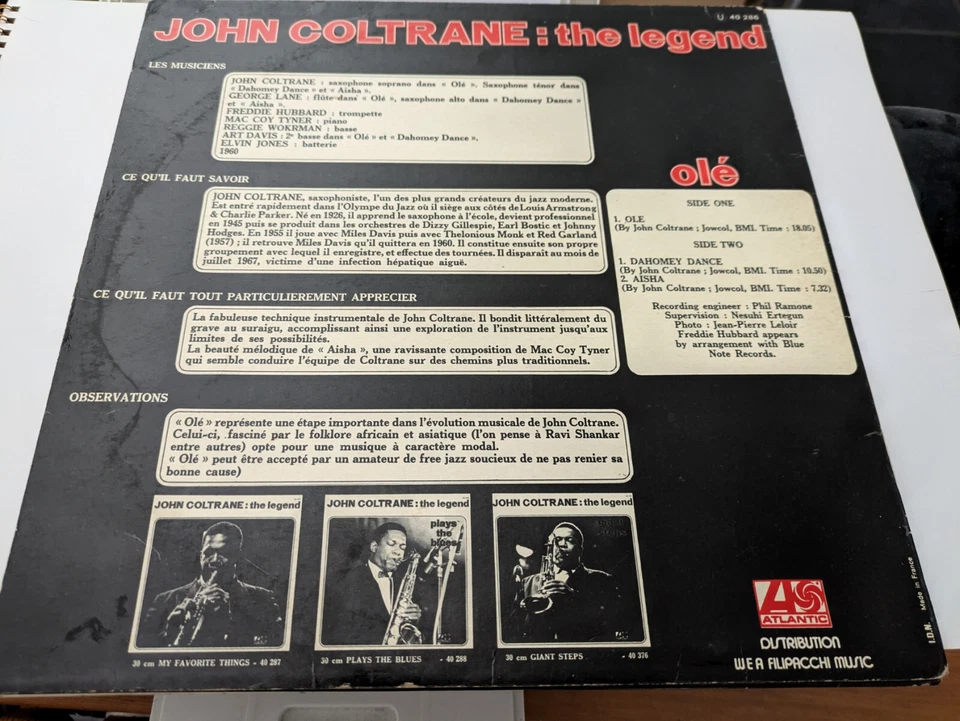 U 40 286
JOHN COLTRANE : the legend
LES MUSICIENS
JOHN COLTRANE : saxophone soprano dans « Olé ». Saxophone ténor dans
« Dahomey Dance » et « Aisha ».
GEORGE LANE : flûte dans « Olé », saxophone alto dans « Dahomey Dance »
et « Aisha ».
FREDDIE HUBBARD : trompette
MAC COY TYNER : piano
REGGIE WOKRMAN : basse
ART DAVIS : 2e basse dans « Olé » et « Dahomey Dance ».
ELVIN JONES : batterie
1960
CE QU'IL FAUT SAVOIR
JOHN COLTRANE, saxophoniste, l'un des plus grands créateurs du jazz moderne.
Est entré rapidement dans l'Olympe du Jazz où il siège aux côtés de Louis Armstrong
& Charlie Parker. Né en 1926, il apprend le saxophone à l'école, devient professionnel
en 1945 puis se produit dans les orchestres de Dizzy Gillespie, Earl Bostic et Johnny
Hodges. En 1955 il joue avec Miles Davis puis avec Thelonious Monk et Red Garland
(1957) ; il retrouve Miles Davis qu'il quittera en 1960. Il constitue ensuite son propre
groupement avec lequel il enregistre, et effectue des tournées. Il disparait au mois de
juillet 1967, victime d'une infection hépatique aiguë.
CE QU'IL FAUT TOUT PARTICULIEREMENT APPRECIER
La fabuleuse technique instrumentale de John Coltrane. Il bondit littéralement du
grave au suraigu, accomplissant ainsi une exploration de l'instrument jusqu'aux
limites de ses possibilités.
La beauté mélodique de « Aisha », une ravissante composition de Mac Coy Tyner
qui semble conduire l'équipe de Coltrane sur des chemins plus traditionnels.
OBSERVATIONS
« Olé » représente une étape importante dans l'évolution musicale de John Coltrane.
Celui-ci, fasciné par le folklore africain et asiatique (l'on pense à Ravi Shankar
entre autres) opte pour une musique à caractère modal.
« Olé » peut être accepté par un amateur de free jazz soucieux de ne pas renier sa
bonne cause)
olé
SIDE ONE
1. OLE
(By John Coltrane ; Jowcol, BMI. Time : 18.05)
SIDE TWO
1. DAHOMEY DANCE
(By John Coltrane ; Jowcol, BMI. Time : 10.50)
2. AISHA
(By John Coltrane ; Jowcol, BMI. Time : 7.32)
Recording engineer : Phil Ramone
Supervision : Nesuhi Ertegun
Photo : Jean-Pierre Leloir
Freddie Hubbard appears
by arrangement with Blue
Note Records.
JOHN COLTRANE : the legend
30 cm MY FAVORITE THINGS - 40 287
JOHN COLTRANE : the legend
plays
the
blues
30 cm PLAYS THE BLUES - 40 288
JOHN COLTRANE : the legend
30 cm GIANT STEPS - 40 376
ATLANTIC
DISTRIBUTION
WEA FILIPACCHI MUSIC
I.D.N. Made in France